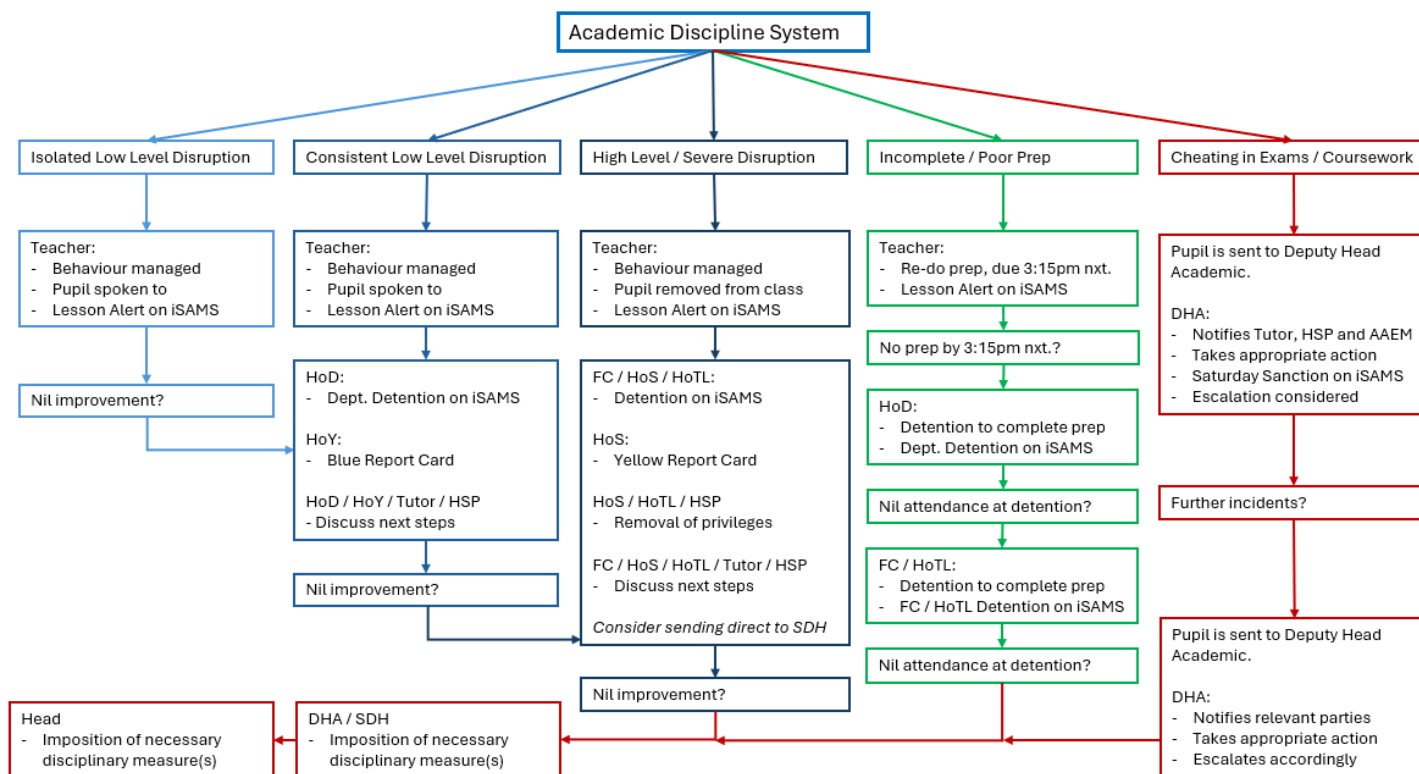 Academic Discipline System
Isolated Low Level Disruption
Consistent Low Level Disruption
High Level / Severe Disruption
Incomplete / Poor Prep
Cheating in Exams / Coursework
Teacher:
- Behaviour managed
- Pupil spoken to
- Lesson Alert on iSAMS
Nil improvement?
Teacher:
- Behaviour managed
- Pupil spoken to
- Lesson Alert on iSAMS
HoD:
- Dept. Detention on iSAMS
HoY:
- Blue Report Card
HoD / HoY / Tutor / HSP
- Discuss next steps
Nil improvement?
Teacher:
- Behaviour managed
- Pupil removed from class
- Lesson Alert on iSAMS
FC / HoS / HoTL:
- Detention on iSAMS
HoS:
- Yellow Report Card
HoS / HoTL / HSP
- Removal of privileges
FC / HoS / HoTL / Tutor / HSP
- Discuss next steps
Consider sending direct to SDH
Nil improvement?
Teacher:
- Re-do prep, due 3:15pm nxt.
- Lesson Alert on iSAMS
No prep by 3:15pm nxt.?
HoD:
- Detention to complete prep
- Dept. Detention on iSAMS
Nil attendance at detention?
FC / HoTL:
- Detention to complete prep
- FC / HoTL Detention on iSAMS
Nil attendance at detention?
Pupil is sent to Deputy Head
Academic.
DHA:
- Notifies Tutor, HSP and AAEM
- Takes appropriate action
- Saturday Sanction on iSAMS
- Escalation considered
Further incidents?
Pupil is sent to Deputy Head
Academic.
DHA:
- Notifies relevant parties
- Takes appropriate action
- Escalates accordingly
DHA / SDH
- Imposition of necessary
disciplinary measure(s)
Head
- Imposition of necessary
disciplinary measure(s)